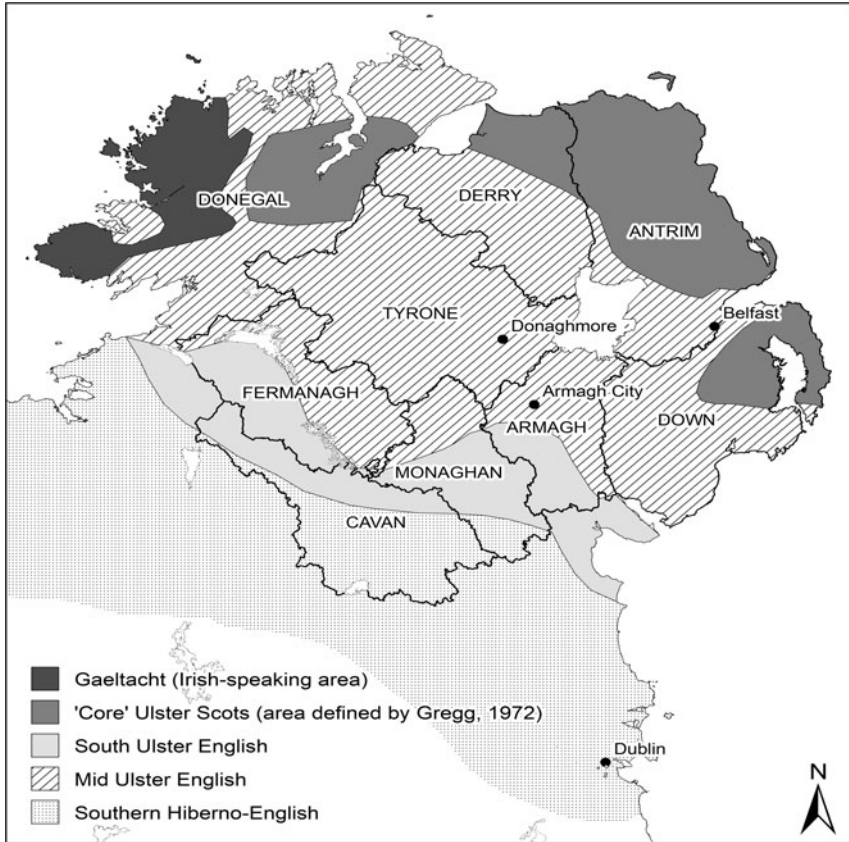 DONEGAL
DERRY
ANTRIM
TYRONE
Donaghmore
Belfast
FERMANAGH
Armagh City
ARMAGH
DOWN
MONAGHAN
CAVAN
Gaeltacht (Irish-speaking area)
'Core' Ulster Scots (area defined by Gregg, 1972)
South Ulster English
Mid Ulster English
Southern Hiberno-English
Dublin
N